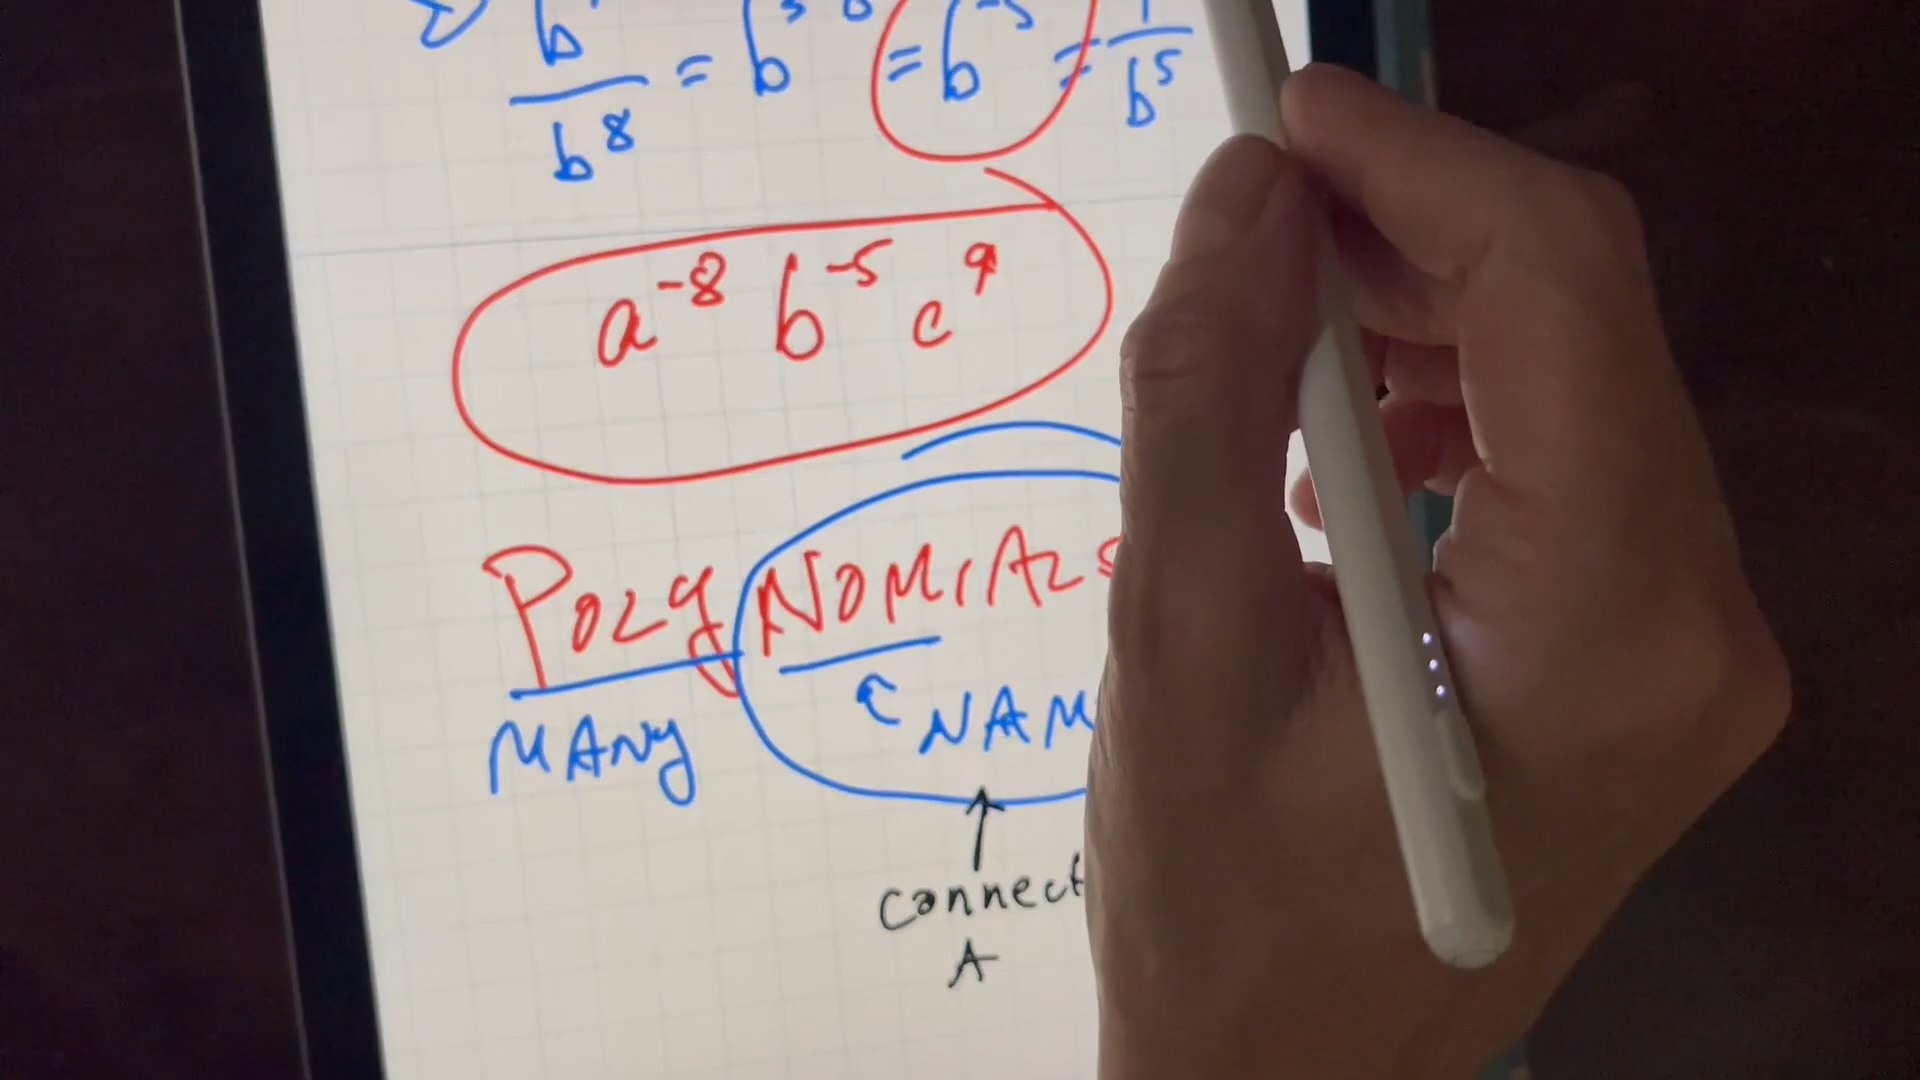 b⁸ = b = b⁻⁵ = 1/b⁵
a⁻⁸ b⁻⁵ c⁹
PolyNOMiALs
MANy NAM
connect
A